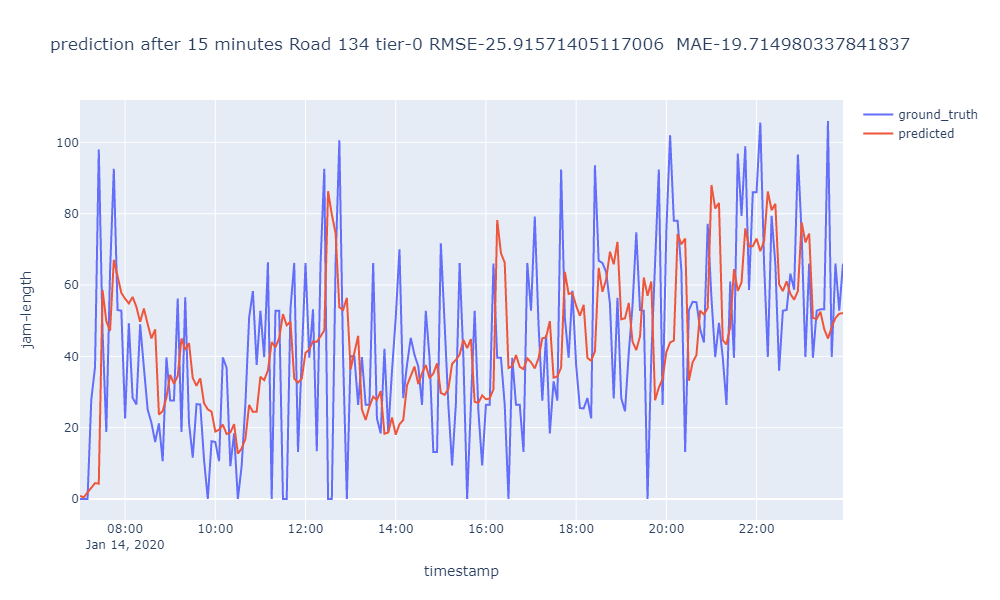 prediction after 15 minutes Road 134 tier-0 RMSE-25.91571405117006  MAE-19.714980337841837
ground_truth
predicted
100
80
60
40
20
0
jam-length
08:00 10:00 12:00 14:00 16:00 18:00 20:00 22:00
Jan 14, 2020
timestamp